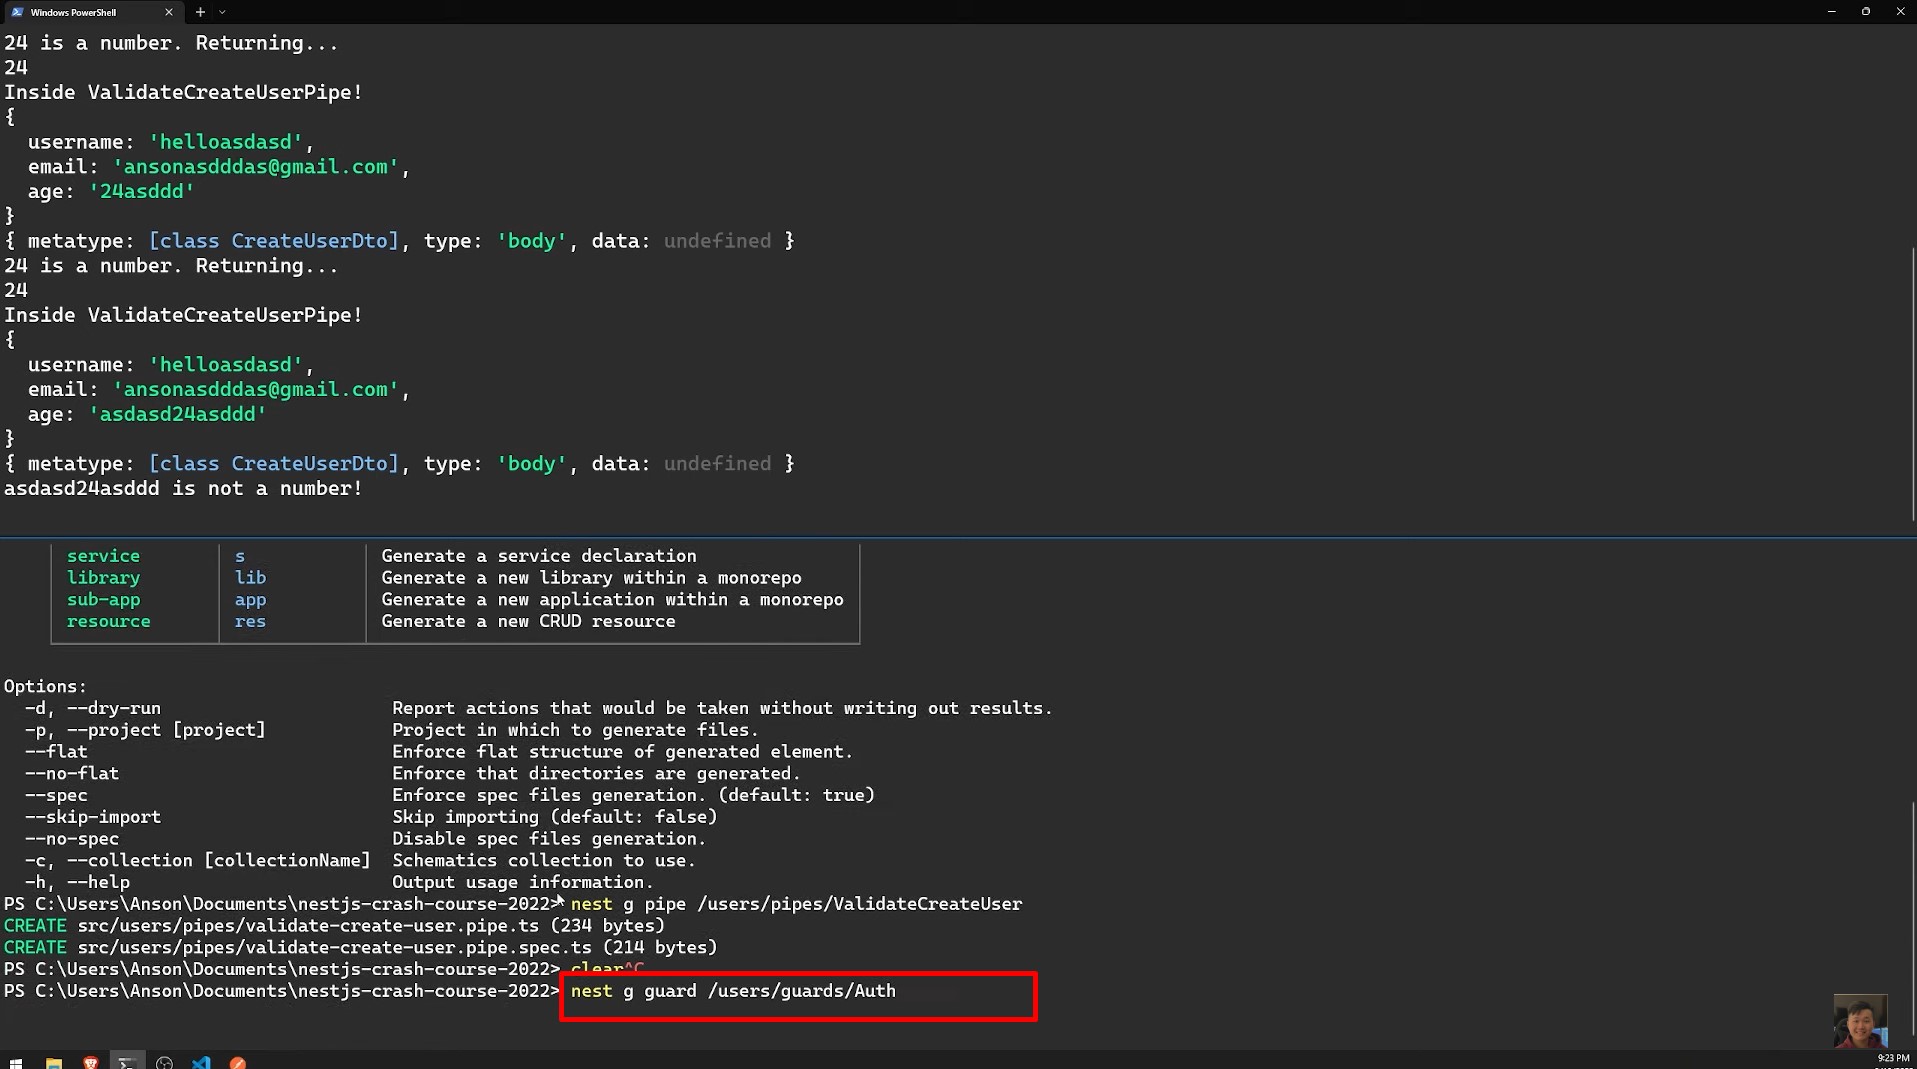 Windows PowerShell
24 is a number. Returning...
24
Inside ValidateCreateUserPipe!
{
  username: 'helloasdasd',
  email: 'ansonasdddas@gmail.com',
  age: '24asddd'
}
{ metatype: [class CreateUserDto], type: 'body', data: undefined }
24 is a number. Returning...
24
Inside ValidateCreateUserPipe!
{
  username: 'helloasdasd',
  email: 'ansonasdddas@gmail.com',
  age: 'asdasd24asddd'
}
{ metatype: [class CreateUserDto], type: 'body', data: undefined }
asdasd24asddd is not a number!
service s Generate a service declaration
library lib Generate a new library within a monorepo
sub-app app Generate a new application within a monorepo
resource res Generate a new CRUD resource
Options:
-d, --dry-run Report actions that would be taken without writing out results.
-p, --project [project] Project in which to generate files.
--flat Enforce flat structure of generated element.
--no-flat Enforce that directories are generated.
--spec Enforce spec files generation. (default: true)
--skip-import Skip importing (default: false)
--no-spec Disable spec files generation.
-c, --collection [collectionName] Schematics collection to use.
-h, --help Output usage information.
PS C:\Users\Anson\Documents\nestjs-crash-course-2022> nest g pipe /users/pipes/ValidateCreateUser
CREATE src/users/pipes/validate-create-user.pipe.ts (234 bytes)
CREATE src/users/pipes/validate-create-user.pipe.spec.ts (214 bytes)
PS C:\Users\Anson\Documents\nestjs-crash-course-2022> clear^C
PS C:\Users\Anson\Documents\nestjs-crash-course-2022> nest g guard /users/guards/Auth
9:23 PM